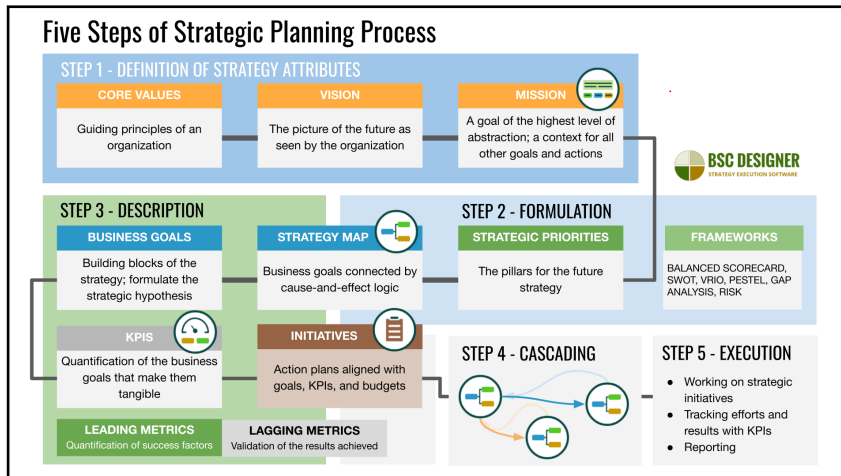 Five Steps of Strategic Planning Process
STEP 1 - DEFINITION OF STRATEGY ATTRIBUTES
CORE VALUES
Guiding principles of an
organization
VISION
The picture of the future as
seen by the organization
MISSION
A goal of the highest level of
abstraction; a context for all
other goals and actions
BSC DESIGNER
STRATEGY EXECUTION SOFTWARE
STEP 2 - FORMULATION
FRAMEWORKS
BALANCED SCORECARD,
SWOT, VRIO, PESTEL, GAP
ANALYSIS, RISK
STRATEGIC PRIORITIES
The pillars for the future
strategy
STEP 3 - DESCRIPTION
STRATEGY MAP
Business goals connected by
cause-and-effect logic
BUSINESS GOALS
Building blocks of the
strategy; formulate the
strategic hypothesis
KPIS
Quantification of the business
goals that make them
tangible
INITIATIVES
Action plans aligned with
goals, KPIs, and budgets
LEADING METRICS
Quantification of success factors
LAGGING METRICS
Validation of the results achieved
STEP 4 - CASCADING
STEP 5 - EXECUTION
● Working on strategic
initiatives
● Tracking efforts and
results with KPIs
● Reporting